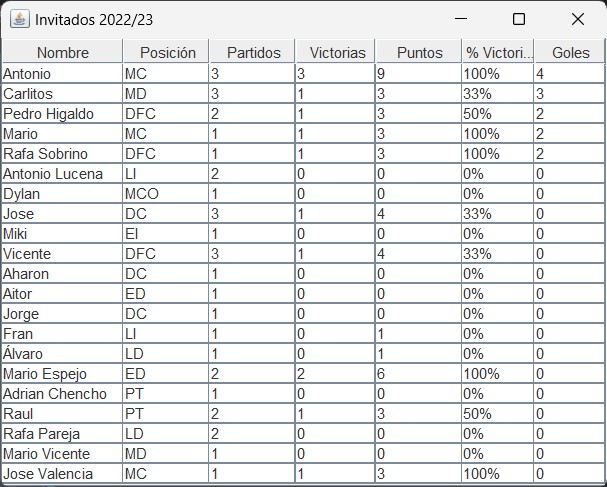 Invitados 2022/23
Nombre Posición Partidos Victorias Puntos % Victori... Goles
Antonio MC 3 3 9 100% 4
Carlitos MD 3 1 3 33% 3
Pedro Higaldo DFC 2 1 3 50% 2
Mario MC 1 1 3 100% 2
Rafa Sobrino DFC 1 1 3 100% 2
Antonio Lucena LI 2 0 0 0% 0
Dylan MCO 1 0 0 0% 0
Jose DC 3 1 4 33% 0
Miki EI 1 0 0 0% 0
Vicente DFC 3 1 4 33% 0
Aharon DC 1 0 0 0% 0
Aitor ED 1 0 0 0% 0
Jorge DC 1 0 0 0% 0
Fran LI 1 0 1 0% 0
Álvaro LD 1 0 1 0% 0
Mario Espejo ED 2 2 6 100% 0
Adrian Chencho PT 1 0 0 0% 0
Raul PT 2 1 3 50% 0
Rafa Pareja LD 2 0 0 0% 0
Mario Vicente MD 1 0 0 0% 0
Jose Valencia MC 1 1 3 100% 0